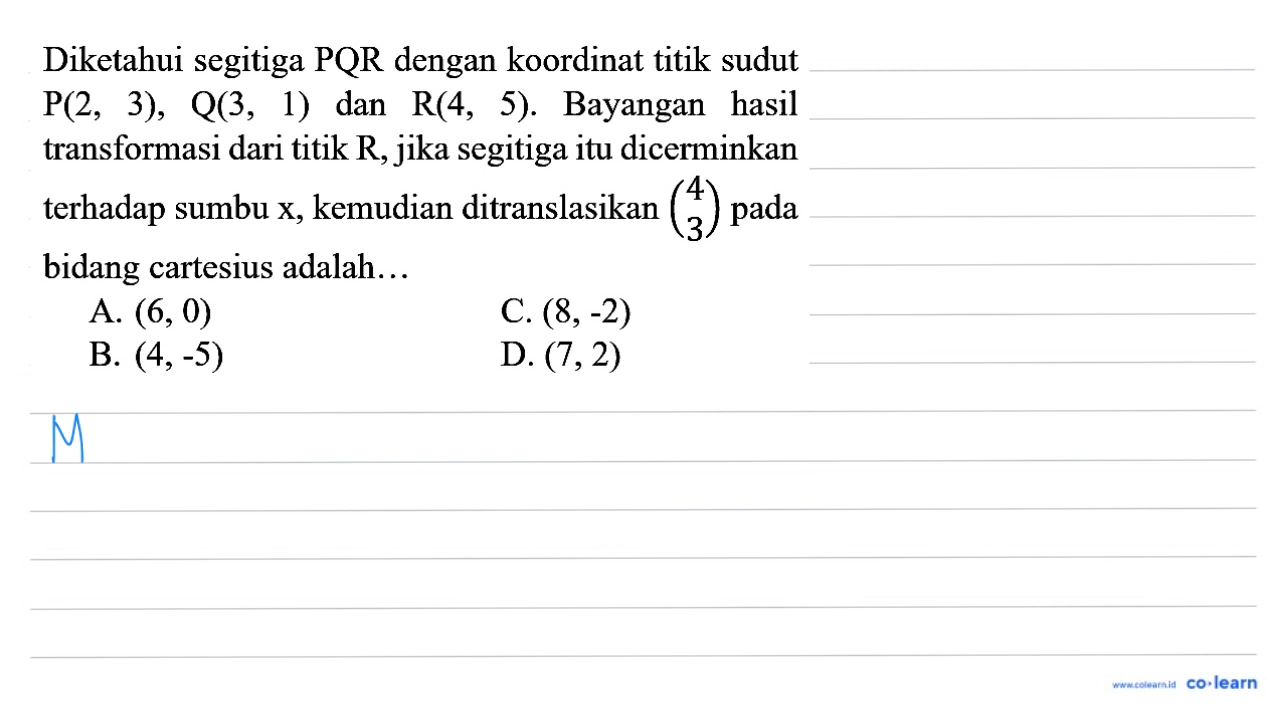 Diketahui segitiga PQR dengan koordinat titik sudut
P(2, 3), Q(3, 1) dan R(4, 5). Bayangan hasil
transformasi dari titik R, jika segitiga itu dicerminkan
terhadap sumbu x, kemudian ditranslasikan (4 3) pada
bidang cartesius adalah...
A. (6, 0) C. (8, -2)
B. (4, -5) D. (7, 2)
M
www.colearn.id co·learn